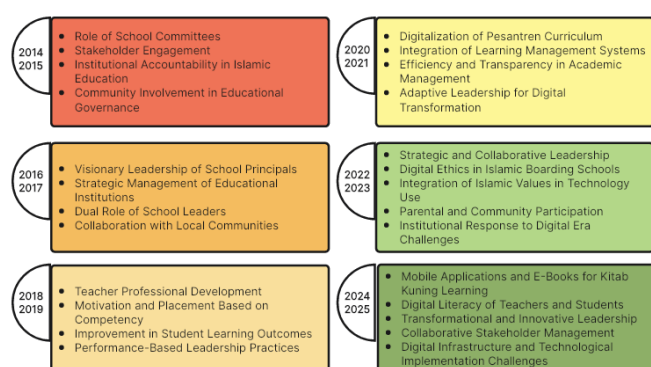 2014
2015
• Role of School Committees
• Stakeholder Engagement
• Institutional Accountability in Islamic
Education
• Community Involvement in Educational
Governance
2016
2017
• Visionary Leadership of School Principals
• Strategic Management of Educational
Institutions
• Dual Role of School Leaders
• Collaboration with Local Communities
2018
2019
• Teacher Professional Development
• Motivation and Placement Based on
Competency
• Improvement in Student Learning Outcomes
• Performance-Based Leadership Practices
2020
2021
• Digitalization of Pesantren Curriculum
• Integration of Learning Management Systems
• Efficiency and Transparency in Academic
Management
• Adaptive Leadership for Digital
Transformation
2022
2023
• Strategic and Collaborative Leadership
• Digital Ethics in Islamic Boarding Schools
• Integration of Islamic Values in Technology
Use
• Parental and Community Participation
• Institutional Response to Digital Era
Challenges
2024
2025
• Mobile Applications and E-Books for Kitab
Kuning Learning
• Digital Literacy of Teachers and Students
• Transformational and Innovative Leadership
• Collaborative Stakeholder Management
• Digital Infrastructure and Technological
Implementation Challenges